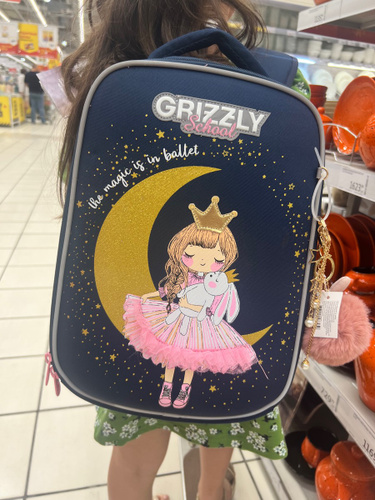 GRIZZLY
School
the magic is in ballet